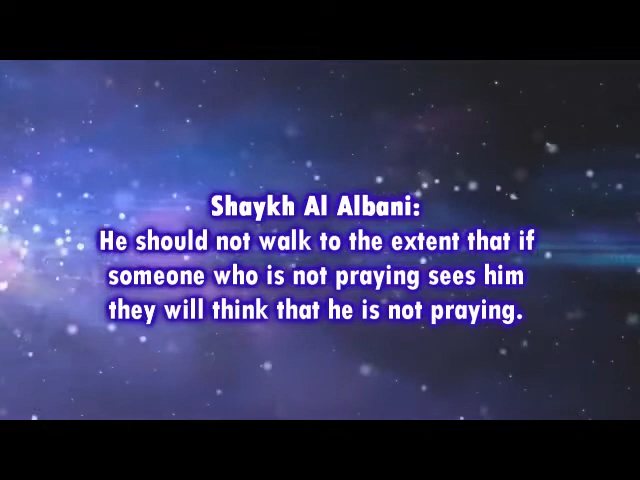 Shaykh Al Albani:
He should not walk to the extent that if
someone who is not praying sees him
they will think that he is not praying.